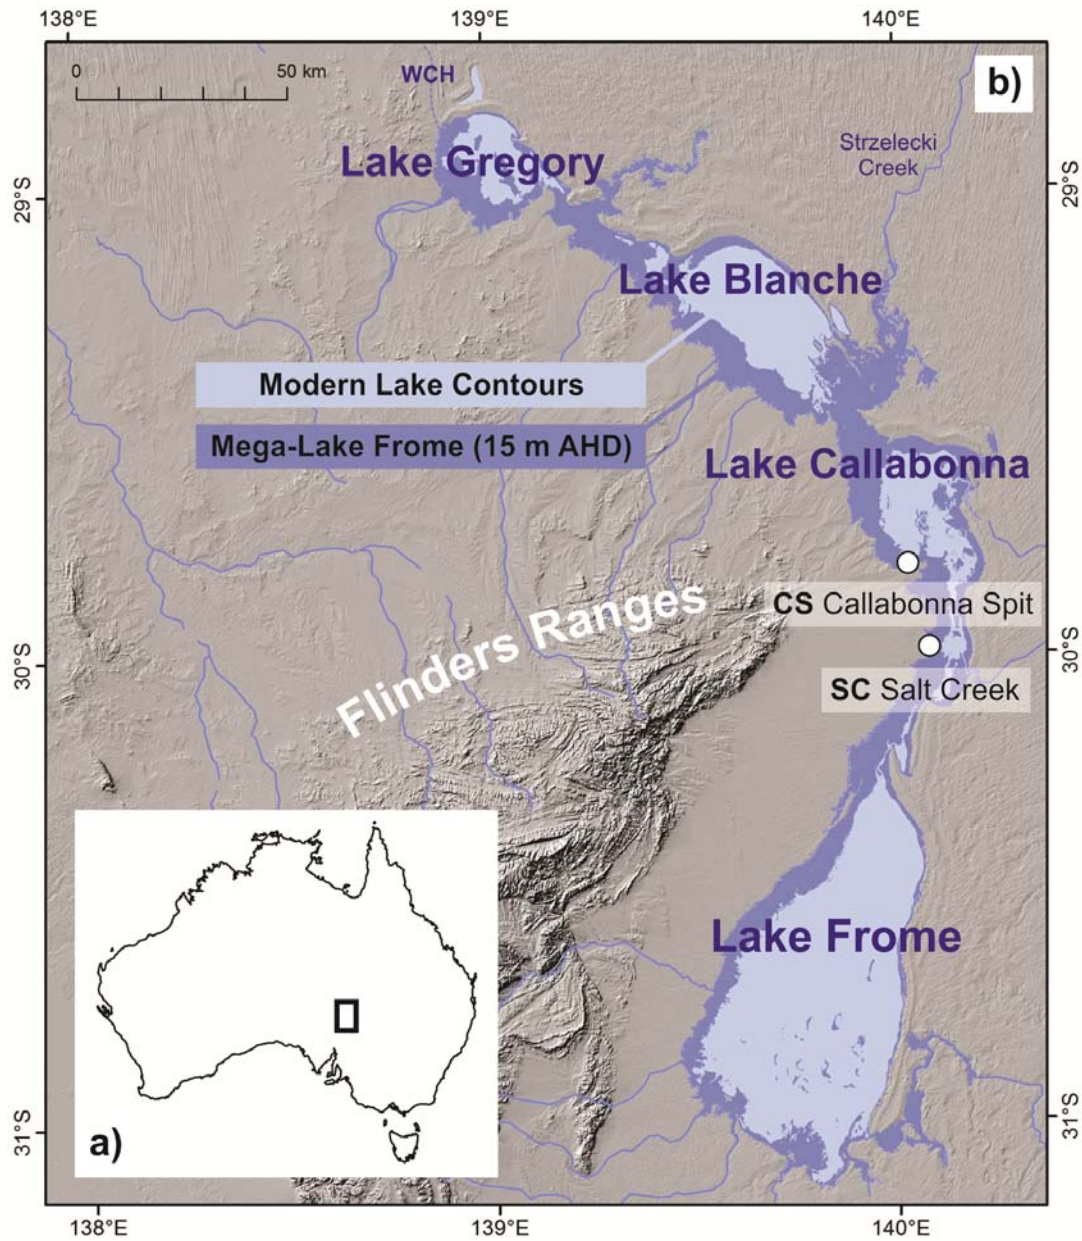 138°E
139°E
140°E
0
50 km
WCH
b)
Strzelecki
Creek
Lake Gregory
29°S
29°S
Lake Blanche
Modern Lake Contours
Mega-Lake Frome (15 m AHD)
Lake Callabonna
CS Callabonna Spit
Flinders Ranges
30°S
30°S
SC Salt Creek
Lake Frome
31°S
31°S
a)
138°E
139°E
140°E